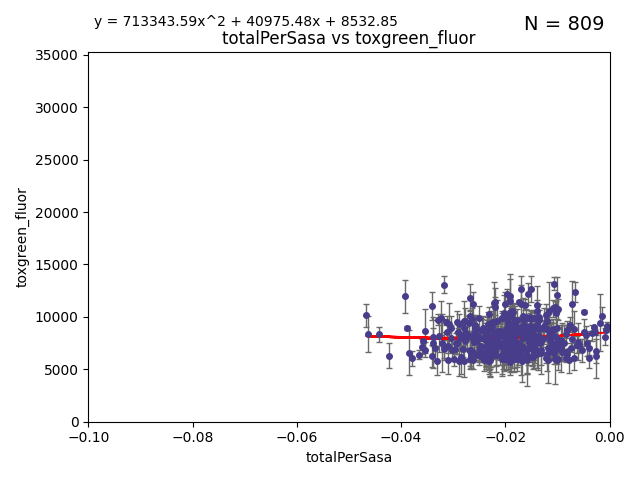 y = 713343.59x^2 + 40975.48x + 8532.85
N = 809
totalPerSasa vs toxgreen_fluor
35000
30000
25000
20000
15000
10000
5000
0
toxgreen_fluor
−0.10
−0.08
−0.06
−0.04
−0.02
0.00
totalPerSasa